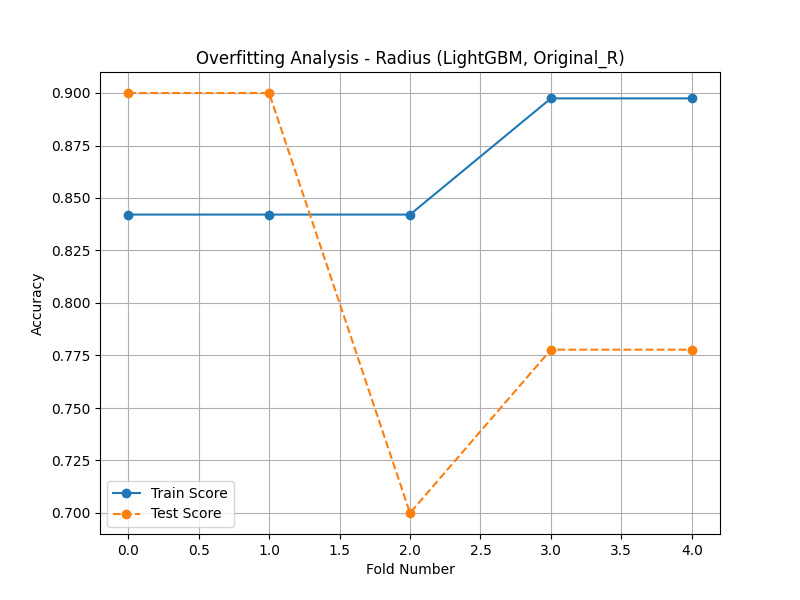 Overfitting Analysis - Radius (LightGBM, Original_R)
0.900
0.875
0.850
0.825
0.800
0.775
0.750
0.725
0.700
Accuracy
Train Score
Test Score
0.0 0.5 1.0 1.5 2.0 2.5 3.0 3.5 4.0
Fold Number